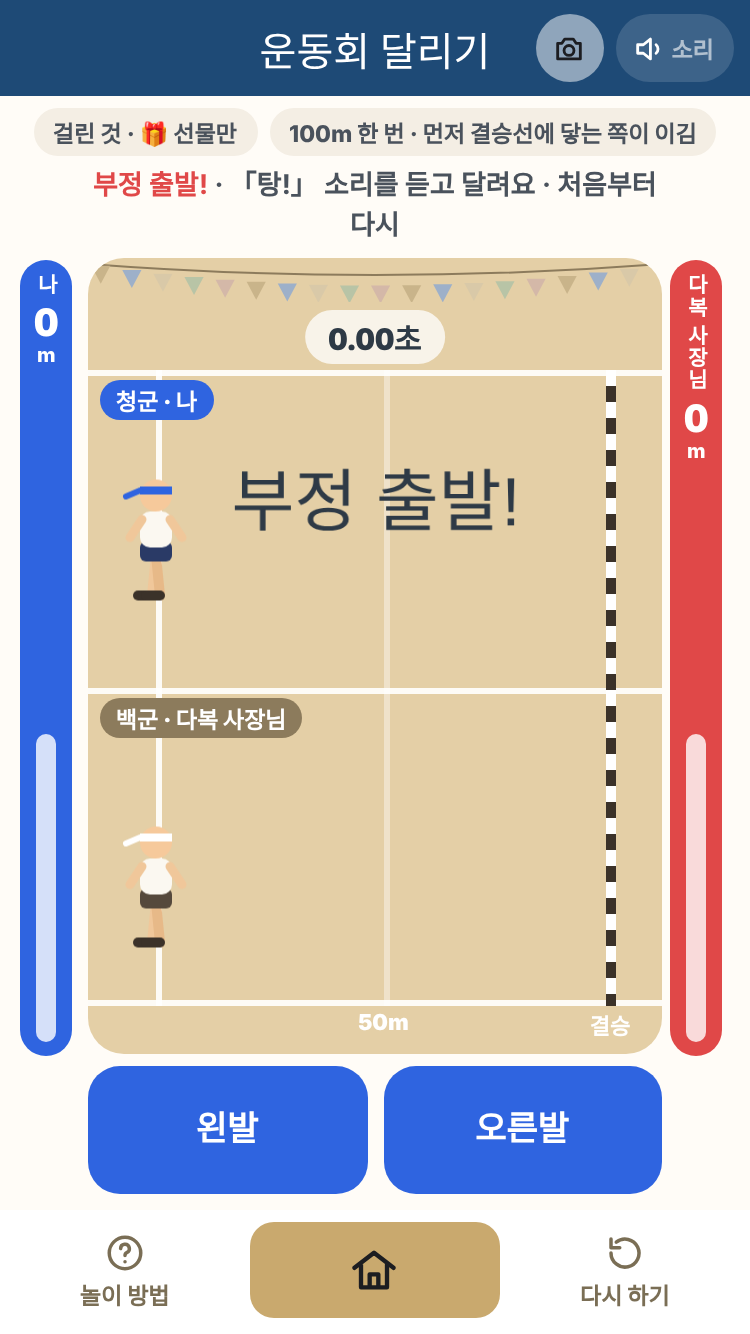 운동회 달리기
소리
걸린 것 · 🎁 선물만
100m 한 번 · 먼저 결승선에 닿는 쪽이 이김
부정 출발! · 「탕!」 소리를 듣고 달려요 · 처음부터
다시
나
0
m
다복 사장님
0
m
0.00초
청군 · 나
부정 출발!
백군 · 다복 사장님
50m
결승
왼발
오른발
놀이 방법
다시 하기